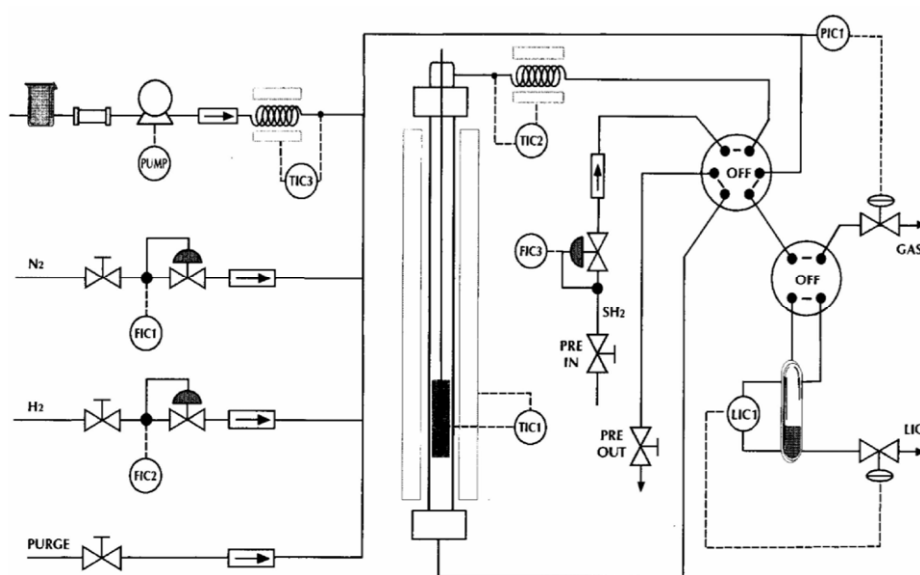 PIC1
TIC2
PUMP
TIC3
OFF
N2
FIC3
GAS
OFF
FIC1
SH2
PRE
IN
H2
TIC1
LIC1
PRE
OUT
LIC
FIC2
PURGE